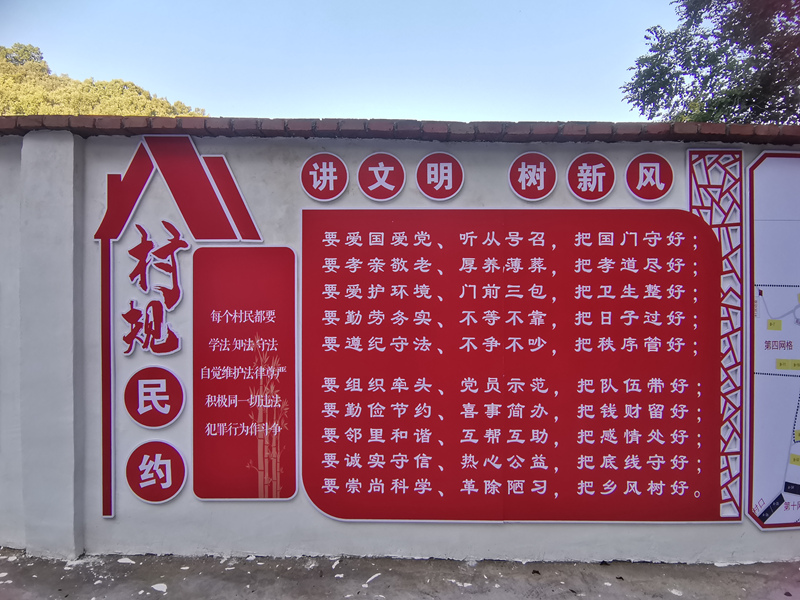 村规民约
每个村民都要
学法 知法 守法
自觉维护法律尊严
积极同一切违法
犯罪行为作斗争
讲文明 树新风
要爱国爱党、听从号召，把国门守好；
要孝亲敬老、厚养薄葬，把孝道尽好；
要爱护环境、门前三包，把卫生整好；
要勤劳务实、不等不靠，把日子过好；
要遵纪守法、不争不吵，把秩序管好；
要组织牵头、党员示范，把队伍带好；
要勤俭节约、喜事简办，把钱财留好；
要邻里和谐、互帮互助，把感情处好；
要诚实守信、热心公益，把底线守好；
要崇尚科学、革除陋习，把乡风树好。
第四网格